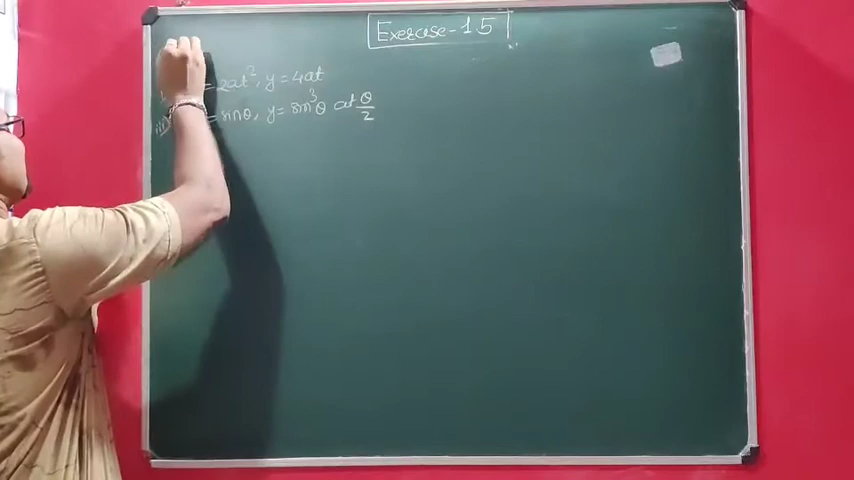 Exercise-15
= 2at², y = 4at
= sinθ, y = sin³θ at θ/2